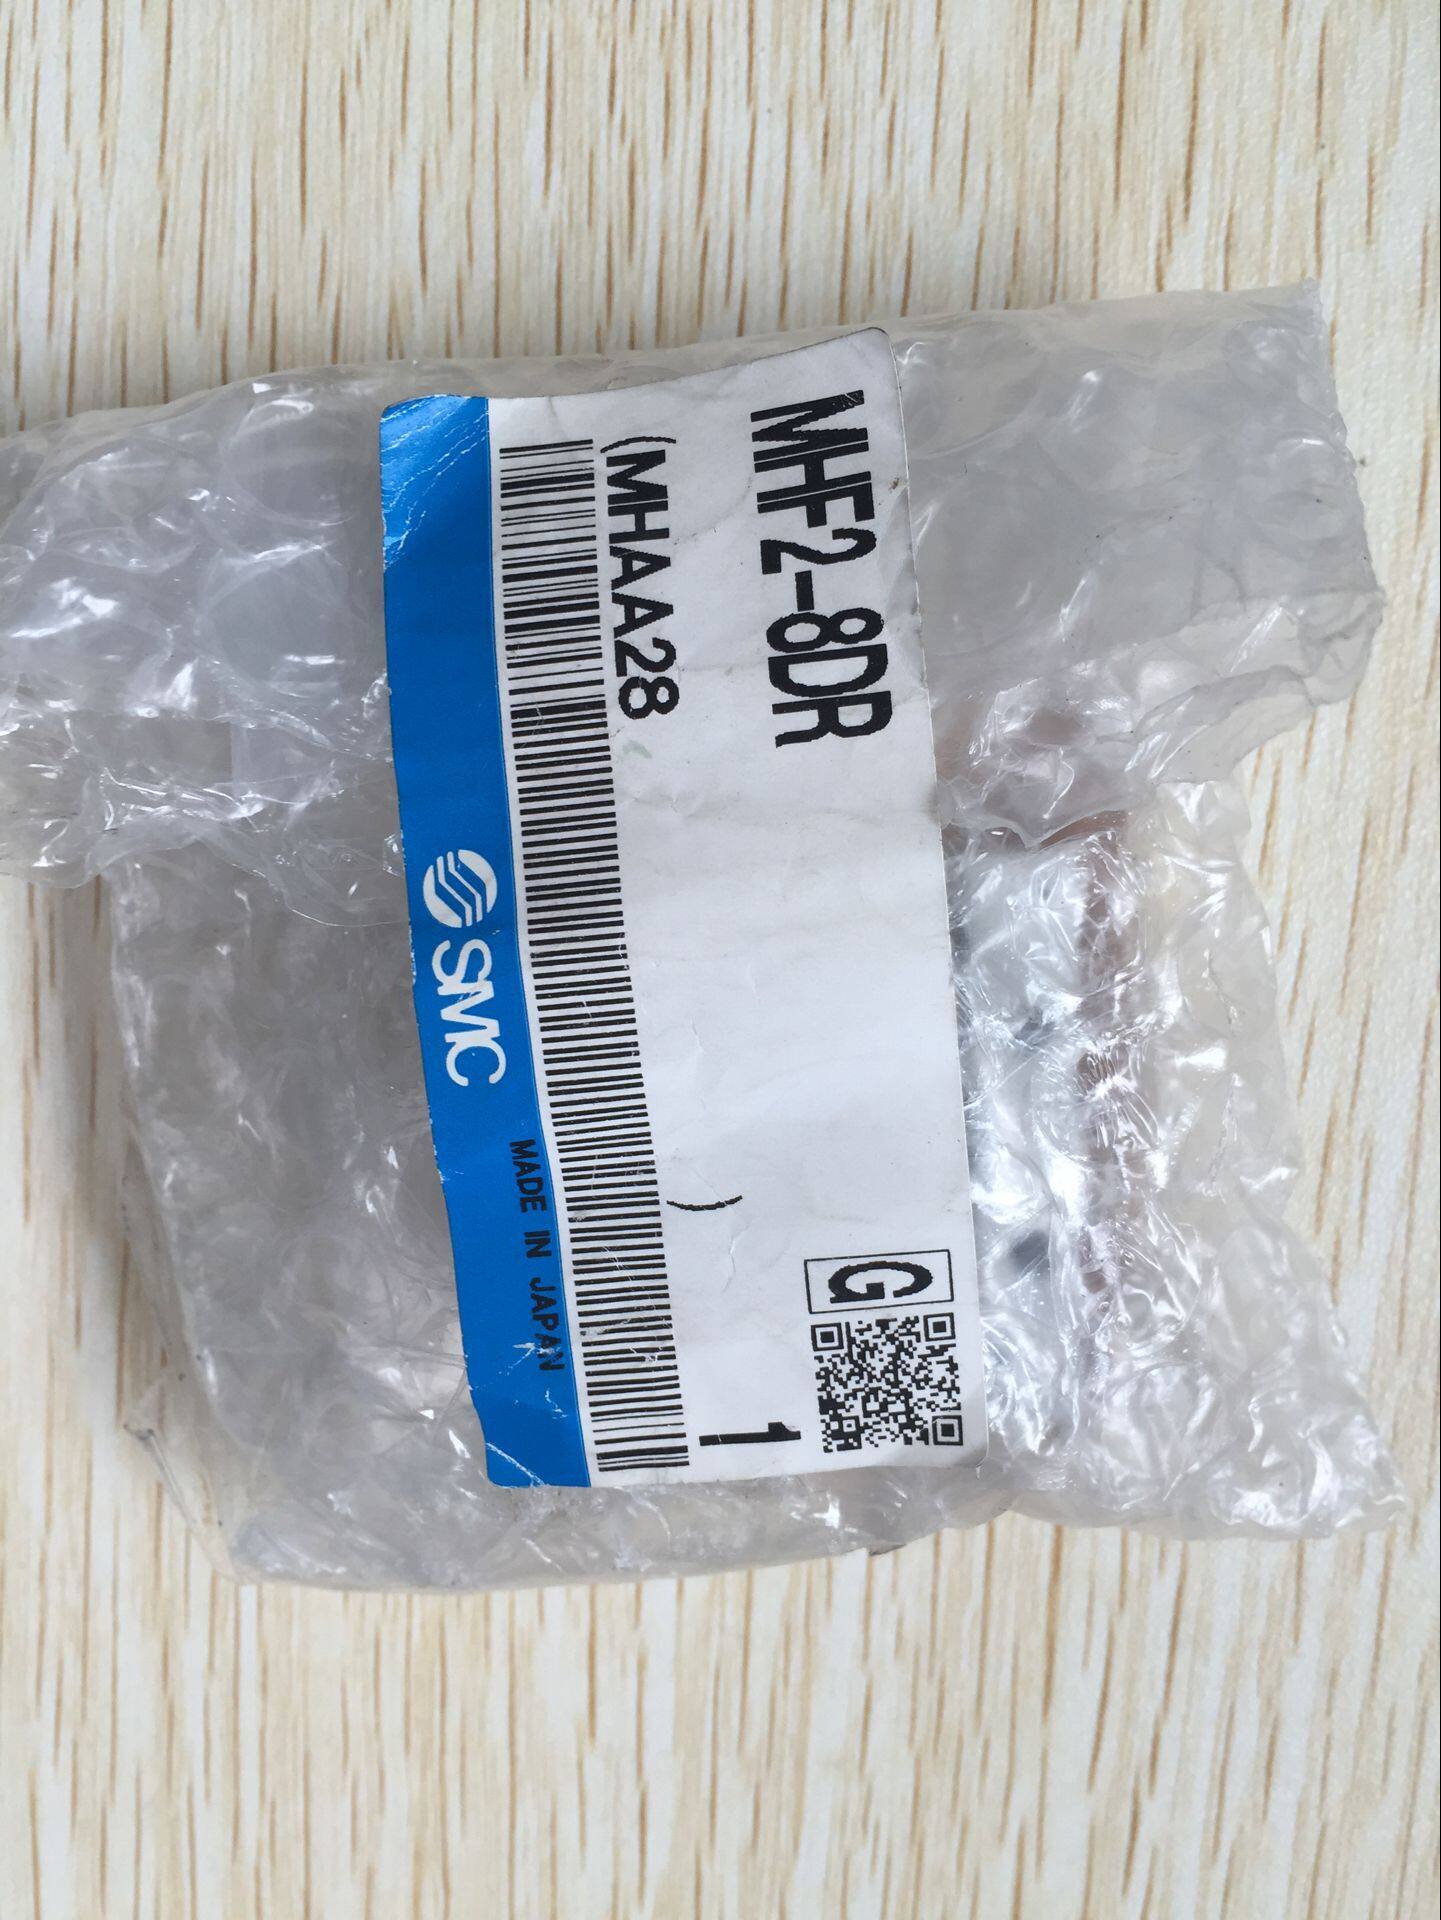 MHF2-8DR
G
(MHAA28 )
1
SMC
MADE IN JAPAN